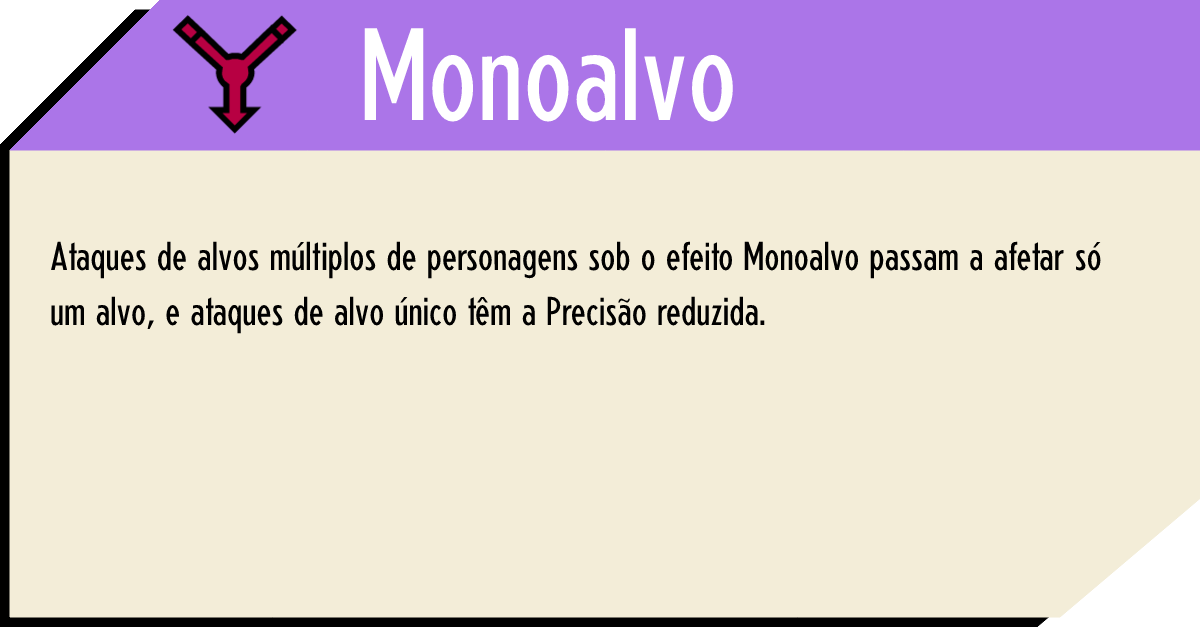 Monoalvo
Ataques de alvos múltiplos de personagens sob o efeito Monoalvo passam a afetar só
um alvo, e ataques de alvo único têm a Precisão reduzida.